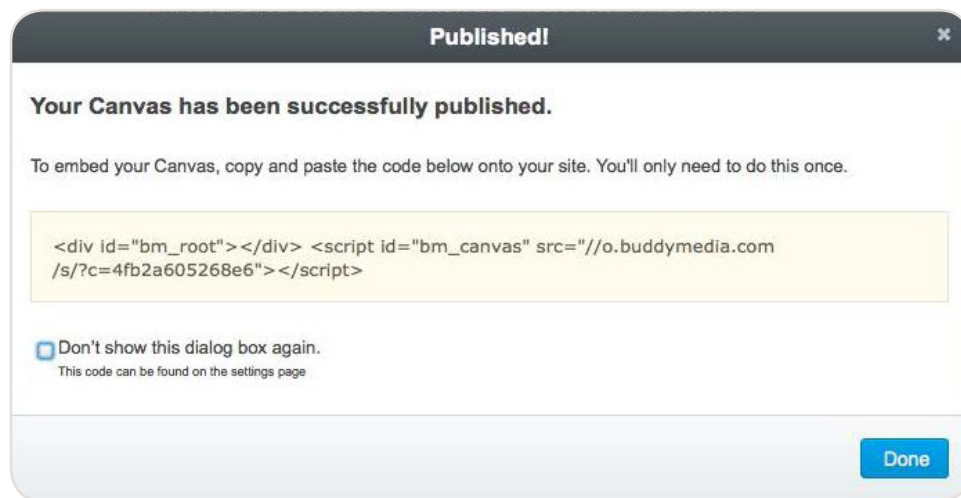 Published!
Your Canvas has been successfully published.
To embed your Canvas, copy and paste the code below onto your site. You'll only need to do this once.
<div id="bm_root"></div> <script id="bm_canvas" src="//o.buddymedia.com
/s/?c=4fb2a605268e6"></script>
Don't show this dialog box again.
This code can be found on the settings page
Done